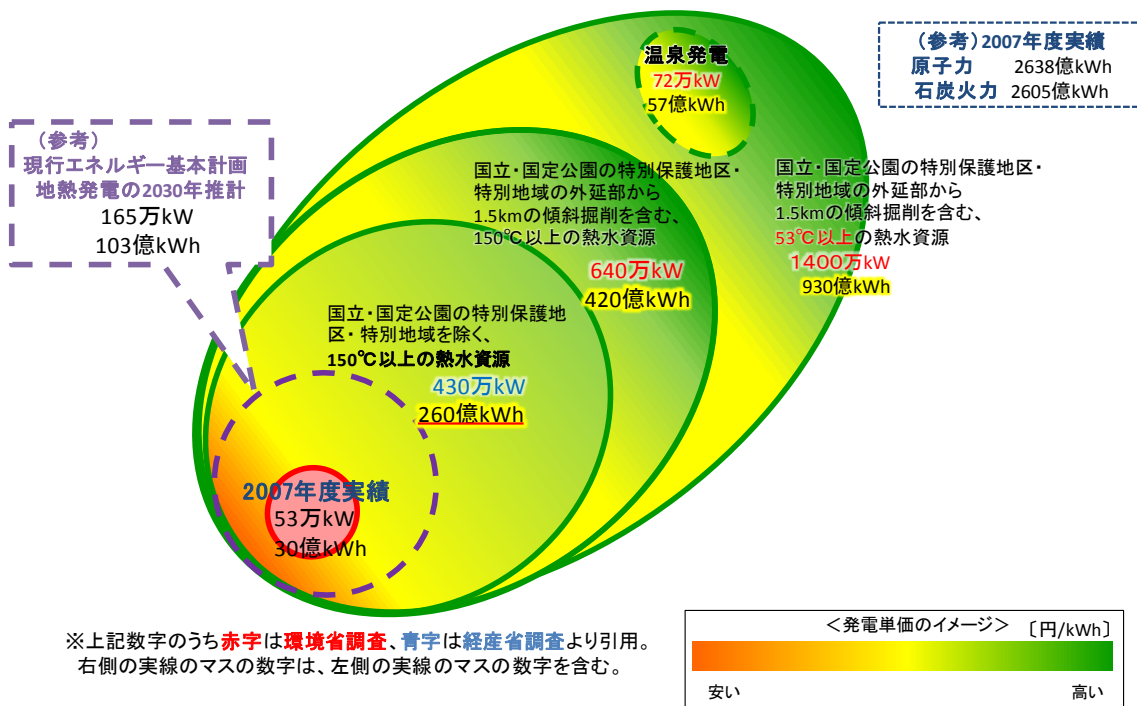 (参考)2007年度実績
原子力 2638億kWh
石炭火力 2605億kWh
温泉発電
72万kW
57億kWh
(参考)
現行エネルギー基本計画
地熱発電の2030年推計
165万kW
103億kWh
国立・国定公園の特別保護地区・
特別地域の外延部から
1.5kmの傾斜掘削を含む、
150℃以上の熱水資源
640万kW
420億kWh
国立・国定公園の特別保護地区・
特別地域の外延部から
1.5kmの傾斜掘削を含む、
53℃以上の熱水資源
1400万kW
930億kWh
国立・国定公園の特別保護地
区・特別地域を除く、
150℃以上の熱水資源
430万kW
260億kWh
2007年度実績
53万kW
30億kWh
※上記数字のうち赤字は環境省調査、青字は経産省調査より引用。
右側の実線のマスの数字は、左側の実線のマスの数字を含む。
＜発電単価のイメージ＞ 〔円/kWh〕
安い 高い